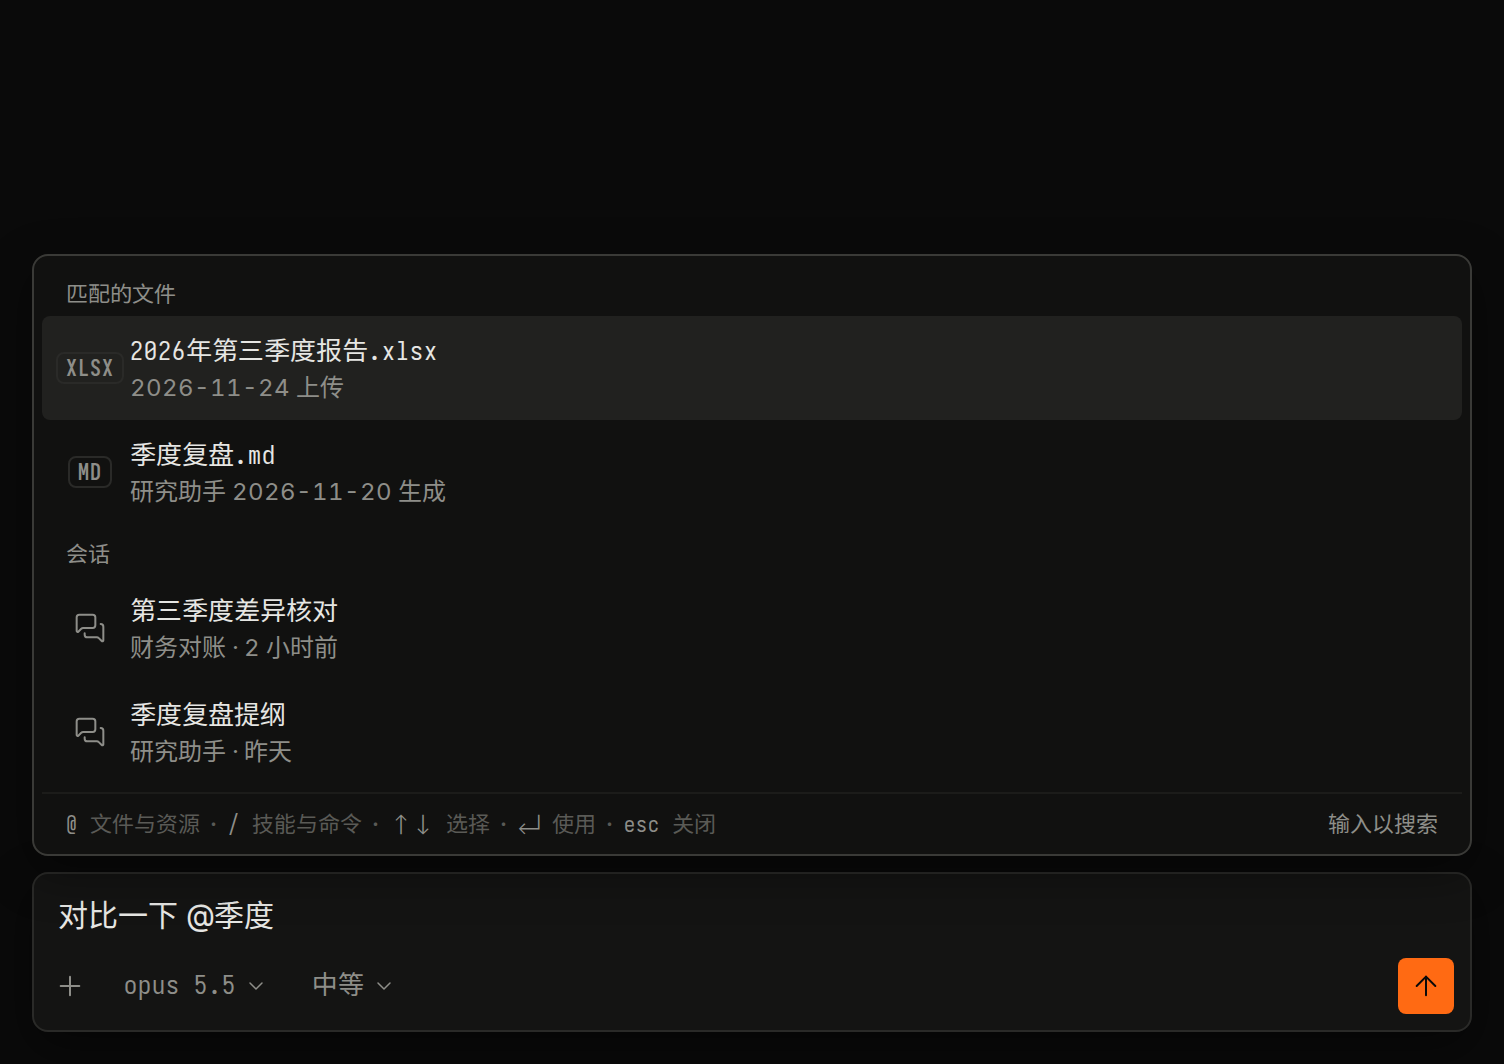 匹配的文件
XLSX
2026年第三季度报告.xlsx
2026-11-24 上传
MD
季度复盘.md
研究助手 2026-11-20 生成
会话
第三季度差异核对
财务对账 · 2 小时前
季度复盘提纲
研究助手 · 昨天
@ 文件与资源 · / 技能与命令 · ↑↓ 选择 · ↵ 使用 · esc 关闭 输入以搜索
对比一下 @季度
opus 5.5 中等